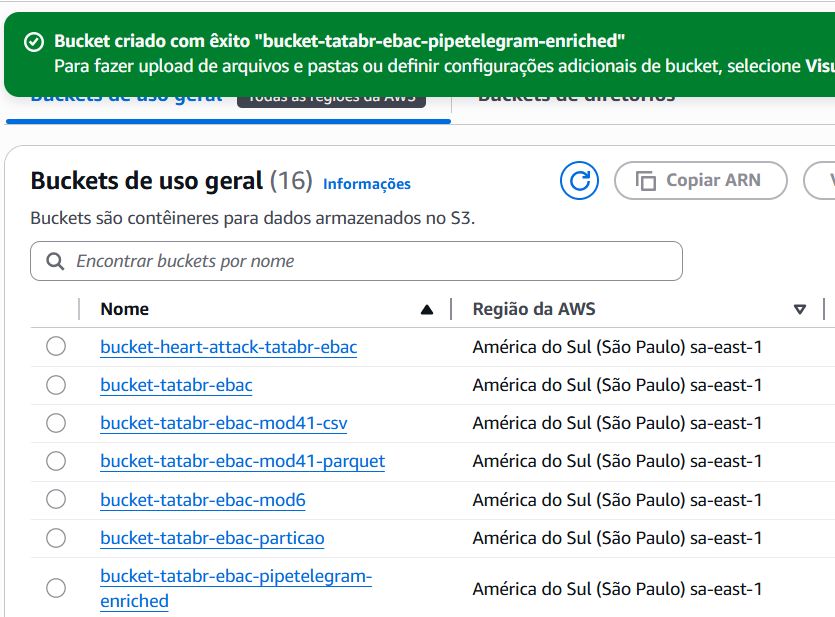 Bucket criado com êxito "bucket-tatabr-ebac-pipetelegram-enriched"
Para fazer upload de arquivos e pastas ou definir configurações adicionais de bucket, selecione Visu
Buckets de uso geral Todas as regiões da AWS Buckets de diretórios
Buckets de uso geral (16) Informações
Copiar ARN
Buckets são contêineres para dados armazenados no S3.
Encontrar buckets por nome
Nome Região da AWS
bucket-heart-attack-tatabr-ebac América do Sul (São Paulo) sa-east-1
bucket-tatabr-ebac América do Sul (São Paulo) sa-east-1
bucket-tatabr-ebac-mod41-csv América do Sul (São Paulo) sa-east-1
bucket-tatabr-ebac-mod41-parquet América do Sul (São Paulo) sa-east-1
bucket-tatabr-ebac-mod6 América do Sul (São Paulo) sa-east-1
bucket-tatabr-ebac-particao América do Sul (São Paulo) sa-east-1
bucket-tatabr-ebac-pipetelegram-
enriched América do Sul (São Paulo) sa-east-1